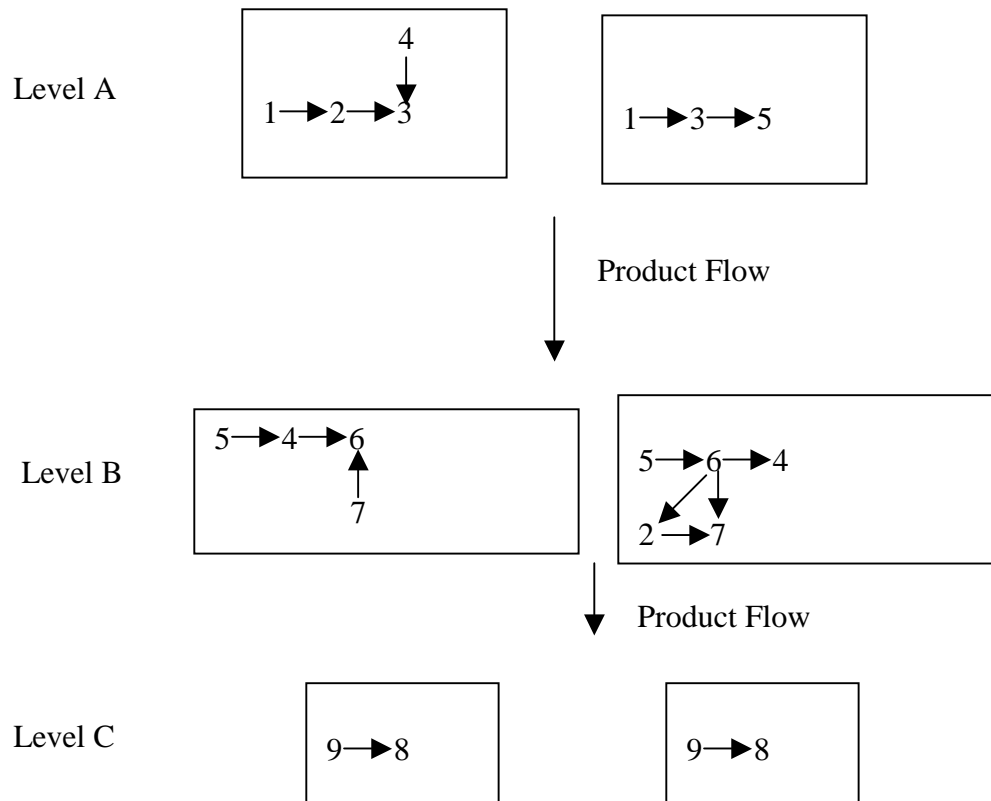 4
Level A
1 2 3
1 3 5
Product Flow
5 4 6
7
Level B
5 6 4
2 7
Product Flow
Level C
9 8
9 8